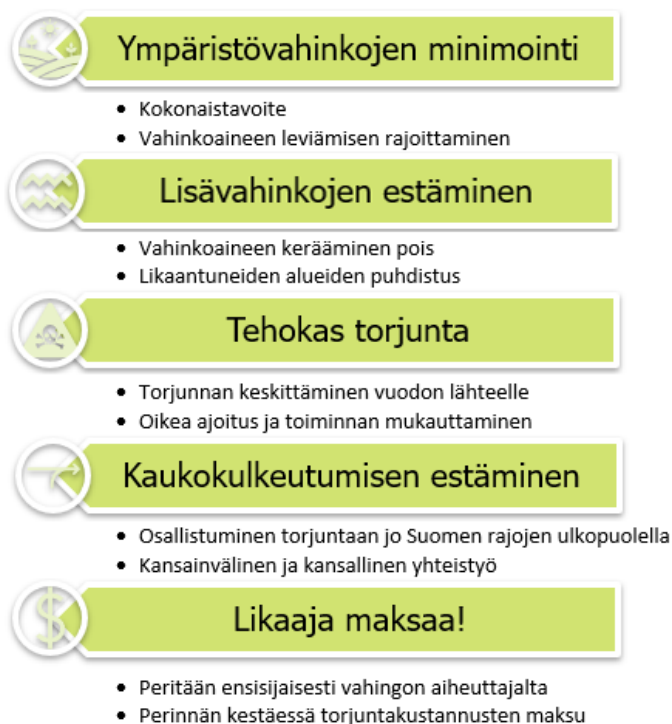 Ympäristövahinkojen minimointi
• Kokonaistavoite
• Vahinkoaineen leviämisen rajoittaminen
Lisävahinkojen estäminen
• Vahinkoaineen kerääminen pois
• Likaantuneiden alueiden puhdistus
Tehokas torjunta
• Torjunnan keskittäminen vuodon lähteelle
• Oikea ajoitus ja toiminnan mukauttaminen
Kaukokulkeutumisen estäminen
• Osallistuminen torjuntaan jo Suomen rajojen ulkopuolella
• Kansainvälinen ja kansallinen yhteistyö
$
Likaaja maksaa!
• Peritään ensisijaisesti vahingon aiheuttajalta
• Perinnän kestäessä torjuntakustannusten maksu